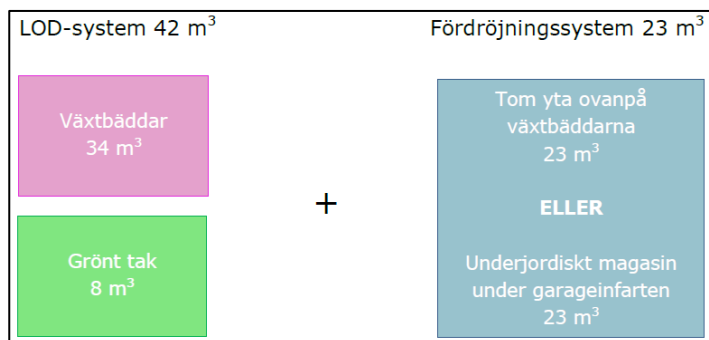 LOD-system 42 m³
Växtbäddar
34 m³
Grönt tak
8 m³
+
Fördröjningssystem 23 m³
Tom yta ovanpå
växtbäddarna
23 m³
ELLER
Underjordiskt magasin
under garageinfarten
23 m³